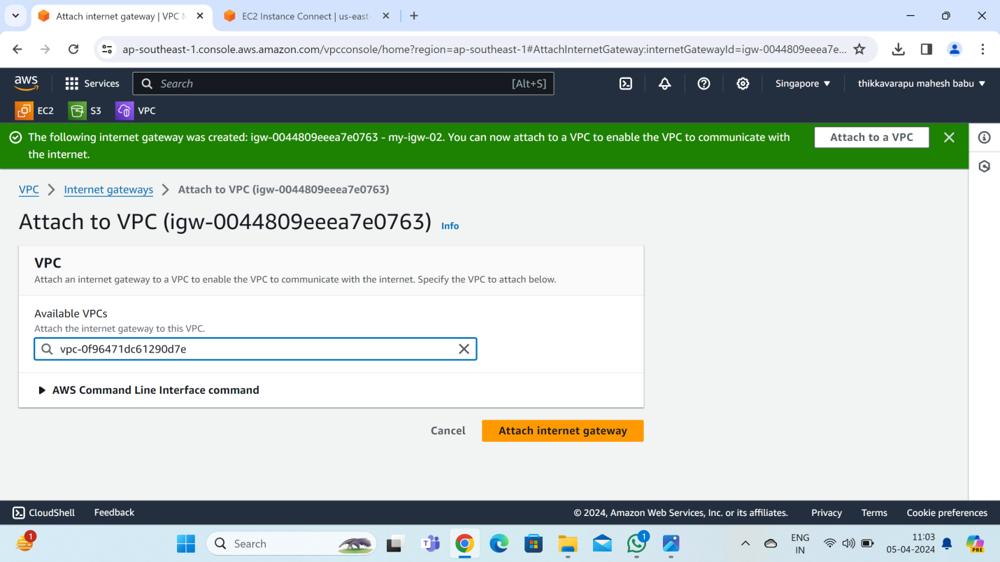 Attach internet gateway | VPC M
EC2 Instance Connect | us-east-
ap-southeast-1.console.aws.amazon.com/vpcconsole/home?region=ap-southeast-1#AttachInternetGateway:internetGatewayId=igw-0044809eeea7e...
aws
Services
Search
[Alt+S]
Singapore
thikkavarapu mahesh babu
EC2
S3
VPC
The following internet gateway was created: igw-0044809eeea7e0763 - my-igw-02. You can now attach to a VPC to enable the VPC to communicate with
the internet.
Attach to a VPC
VPC
Internet gateways
Attach to VPC (igw-0044809eeea7e0763)
Attach to VPC (igw-0044809eeea7e0763)
Info
VPC
Attach an internet gateway to a VPC to enable the VPC to communicate with the internet. Specify the VPC to attach below.
Available VPCs
Attach the internet gateway to this VPC.
vpc-0f96471dc61290d7e
AWS Command Line Interface command
Cancel
Attach internet gateway
CloudShell
Feedback
© 2024, Amazon Web Services, Inc. or its affiliates.
Privacy
Terms
Cookie preferences
1
Search
1
ENG
IN
11:03
05-04-2024
PRE